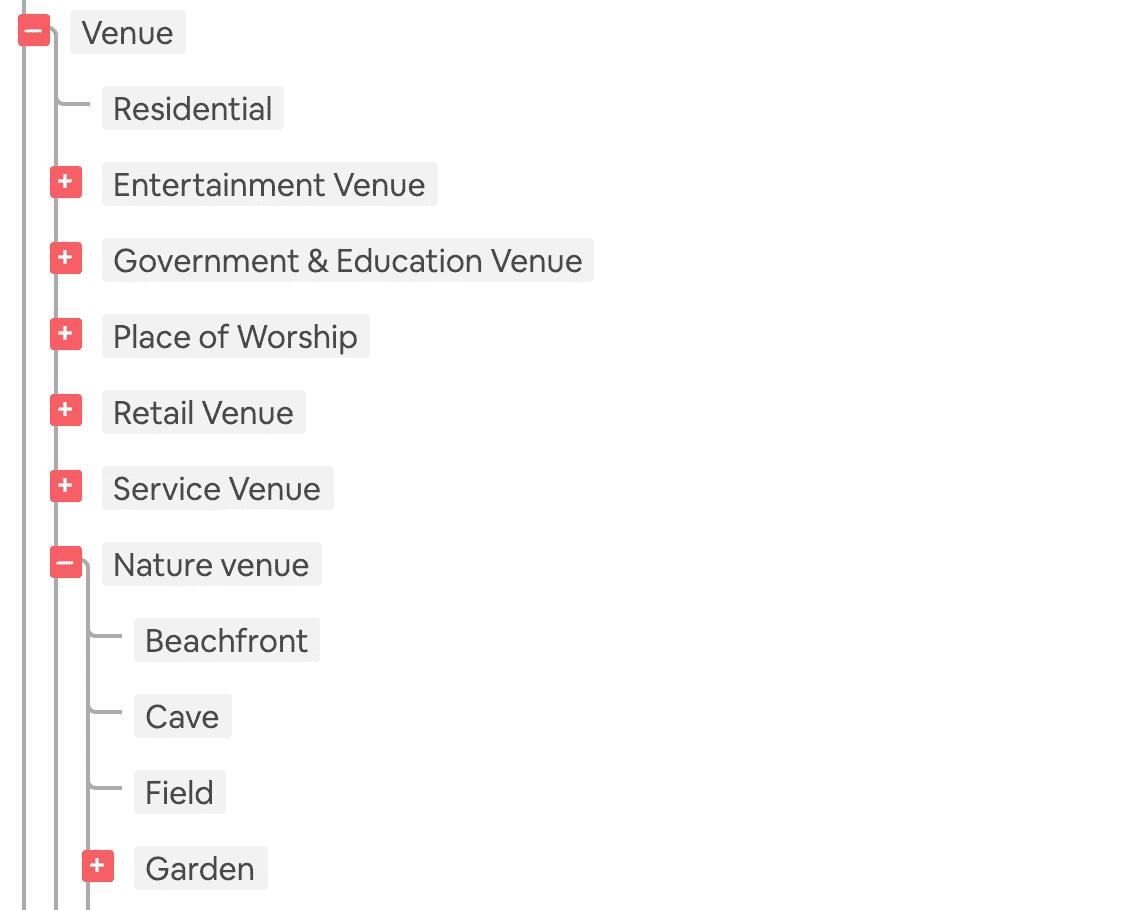 Venue
Residential
Entertainment Venue
Government & Education Venue
Place of Worship
Retail Venue
Service Venue
Nature venue
Beachfront
Cave
Field
Garden